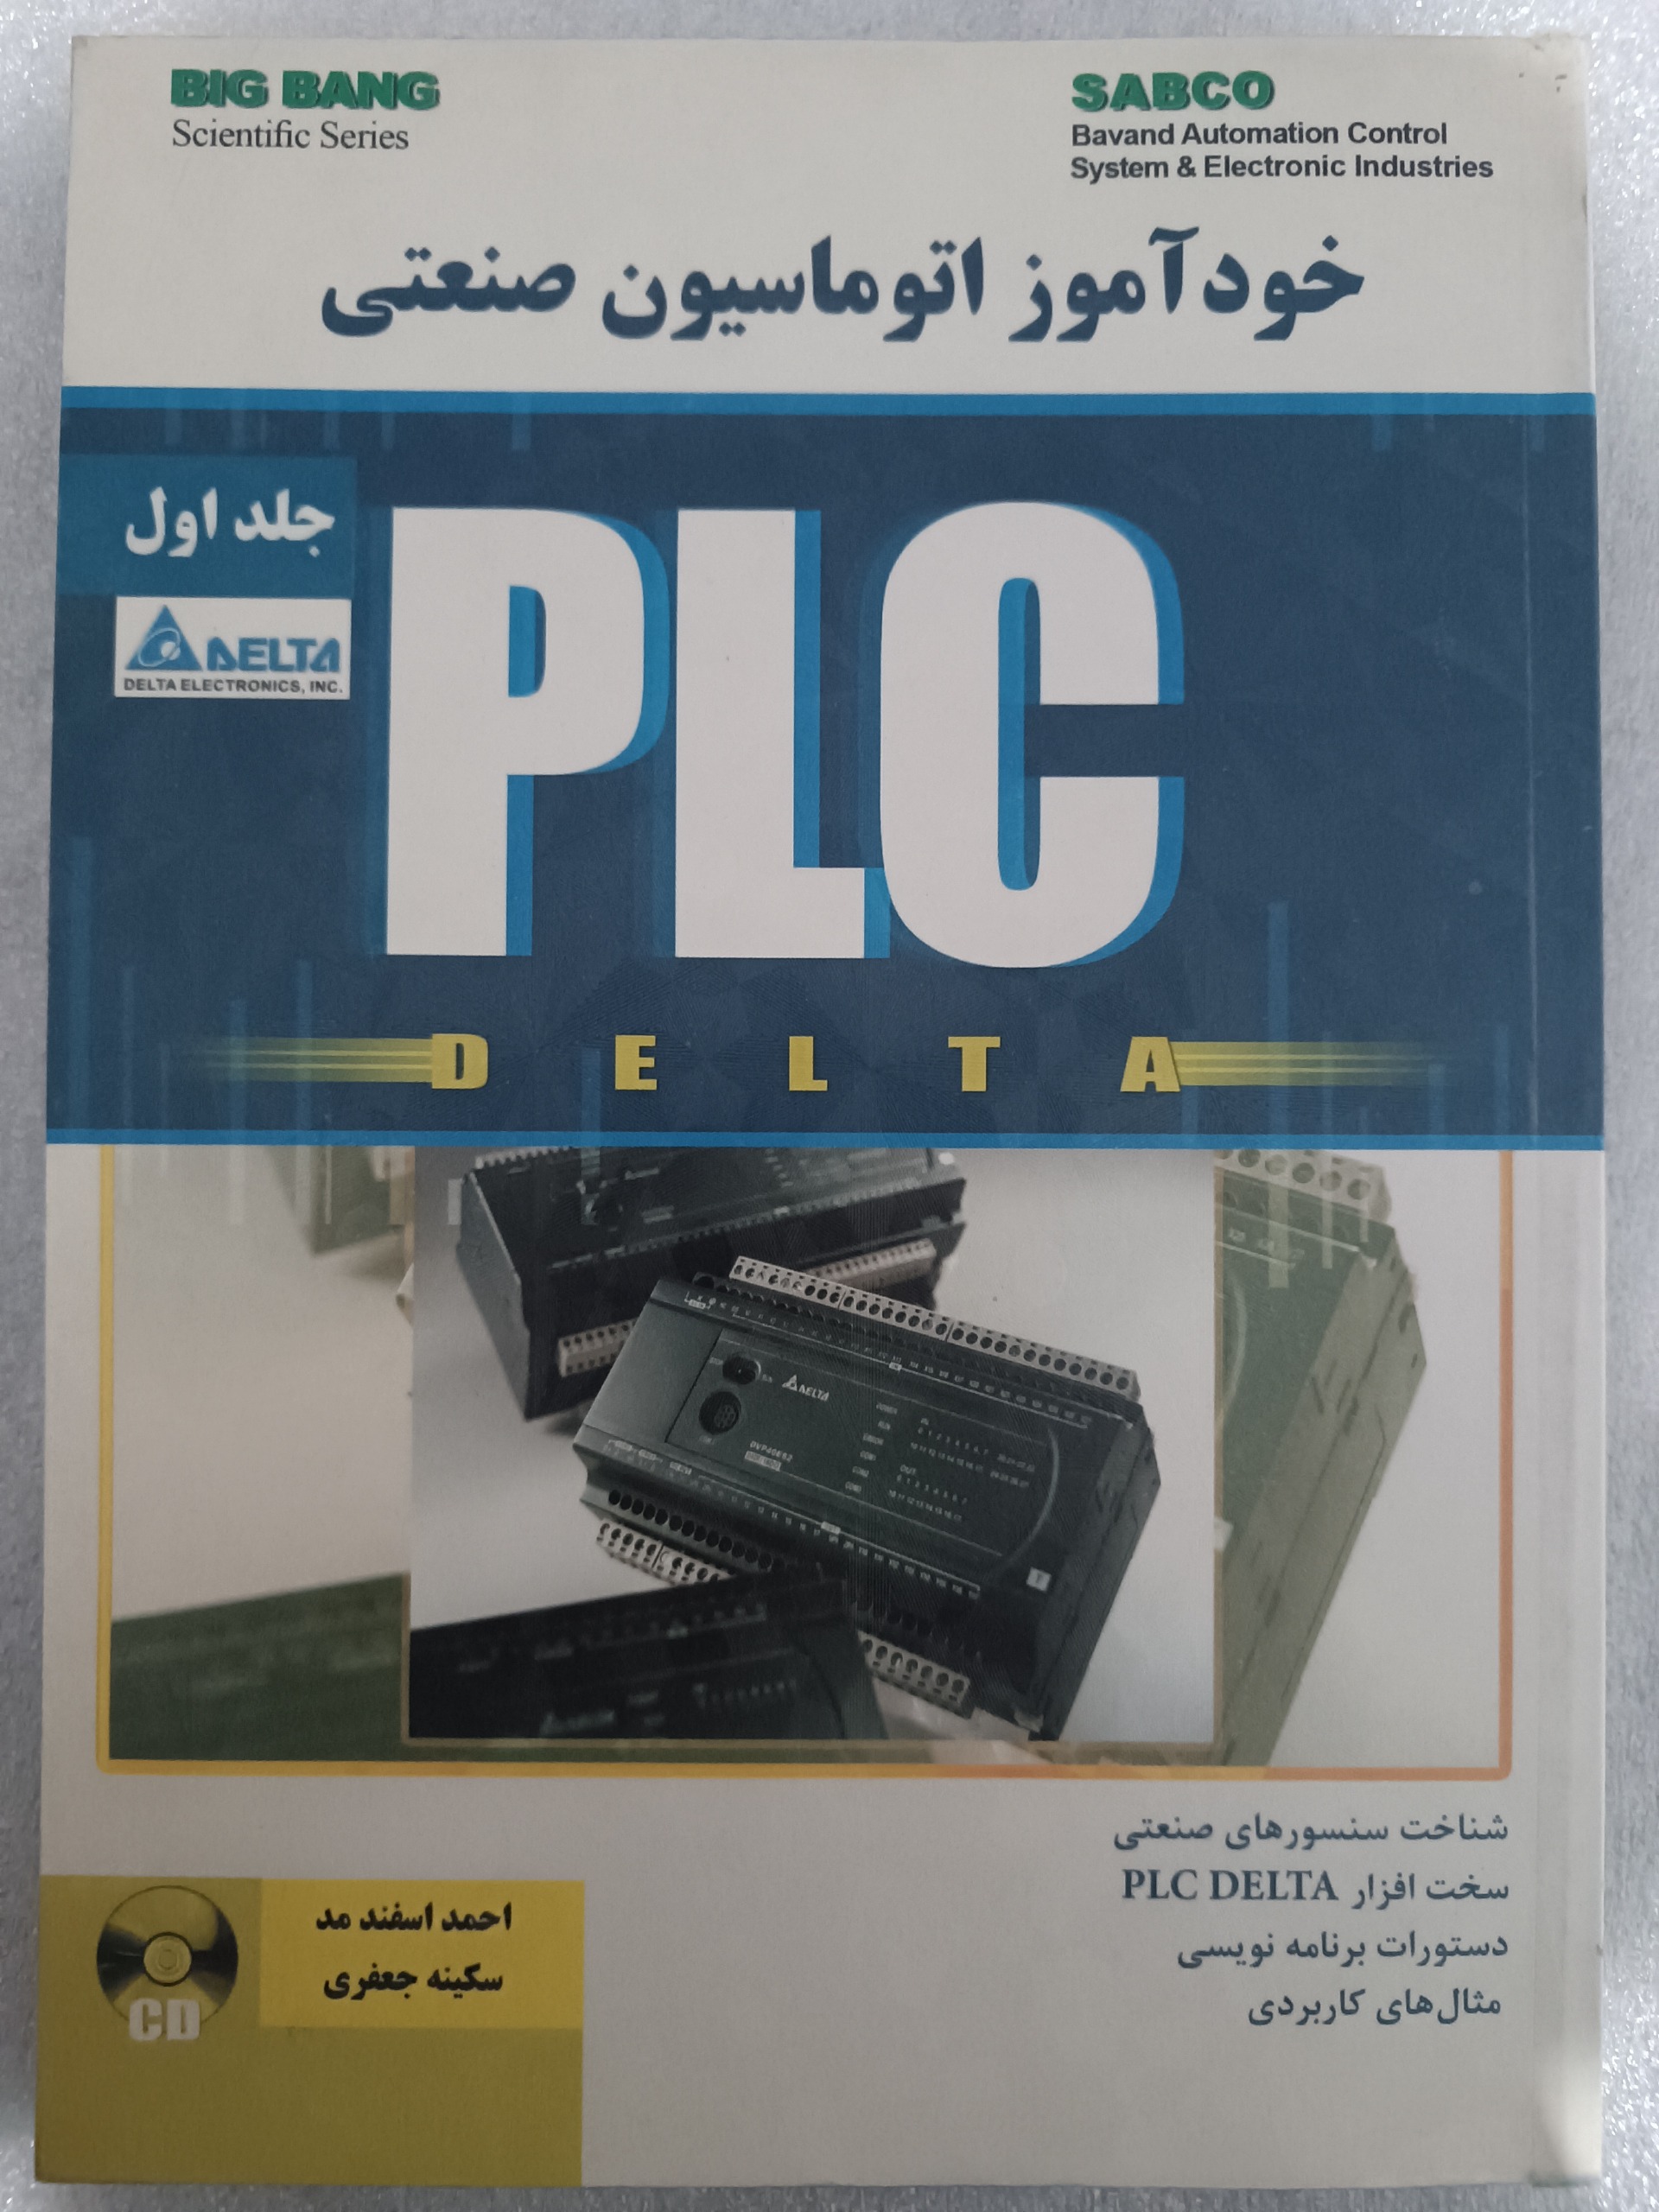 BIG BANG
Scientific Series
SABCO
Bavand Automation Control
System & Electronic Industries
خودآموز اتوماسیون صنعتی
جلد اول
DELTA
DELTA ELECTRONICS, INC.
PLC
DELTA
DELTA
DVP40ES2
شناخت سنسورهای صنعتی
سخت افزار PLC DELTA
دستورات برنامه نویسی
مثال‌های کاربردی
احمد اسفند مد
سکینه جعفری
CD